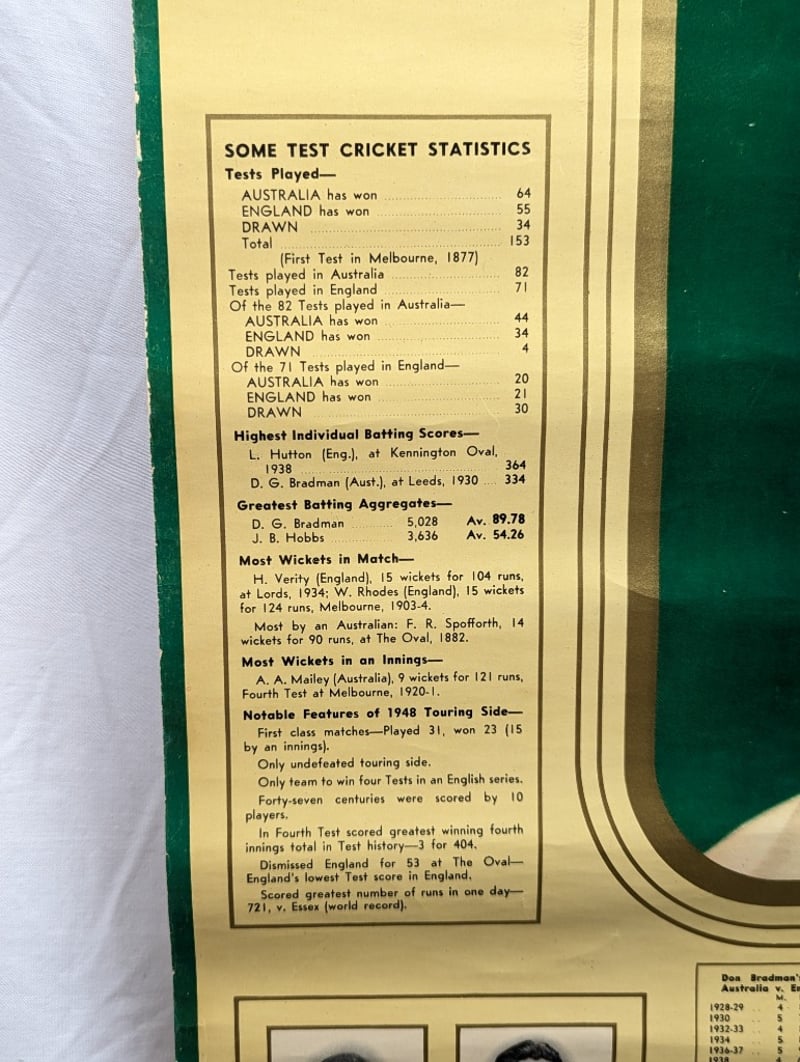 SOME TEST CRICKET STATISTICS
Tests Played—
AUSTRALIA has won ........ 64
ENGLAND has won ........ 55
DRAWN ........ 34
Total ........ 153
(First Test in Melbourne, 1877)
Tests played in Australia ........ 82
Tests played in England ........ 71
Of the 82 Tests played in Australia—
AUSTRALIA has won ........ 44
ENGLAND has won ........ 34
DRAWN ........ 4
Of the 71 Tests played in England—
AUSTRALIA has won ........ 20
ENGLAND has won ........ 21
DRAWN ........ 30
Highest Individual Batting Scores—
L. Hutton (Eng.), at Kennington Oval,
1938 ........ 364
D. G. Bradman (Aust.), at Leeds, 1930 .... 334
Greatest Batting Aggregates—
D. G. Bradman ........ 5,028 Av. 89.78
J. B. Hobbs ........ 3,636 Av. 54.26
Most Wickets in Match—
H. Verity (England), 15 wickets for 104 runs,
at Lords, 1934; W. Rhodes (England), 15 wickets
for 124 runs, Melbourne, 1903-4.
Most by an Australian: F. R. Spofforth, 14
wickets for 90 runs, at The Oval, 1882.
Most Wickets in an Innings—
A. A. Mailey (Australia), 9 wickets for 121 runs,
Fourth Test at Melbourne, 1920-1.
Notable Features of 1948 Touring Side—
First class matches—Played 31, won 23 (15
by an innings).
Only undefeated touring side.
Only team to win four Tests in an English series.
Forty-seven centuries were scored by 10
players.
In Fourth Test scored greatest winning fourth
innings total in Test history—3 for 404.
Dismissed England for 53 at The Oval—
England's lowest Test score in England.
Scored greatest number of runs in one day—
721, v. Essex (world record).
Don Bradman's
Australia v. En
M.
1928-29 .. 4
1930 .. 5
1932-33 .. 4
1934 .. 5
1936-37 .. 5
1938 .. 4